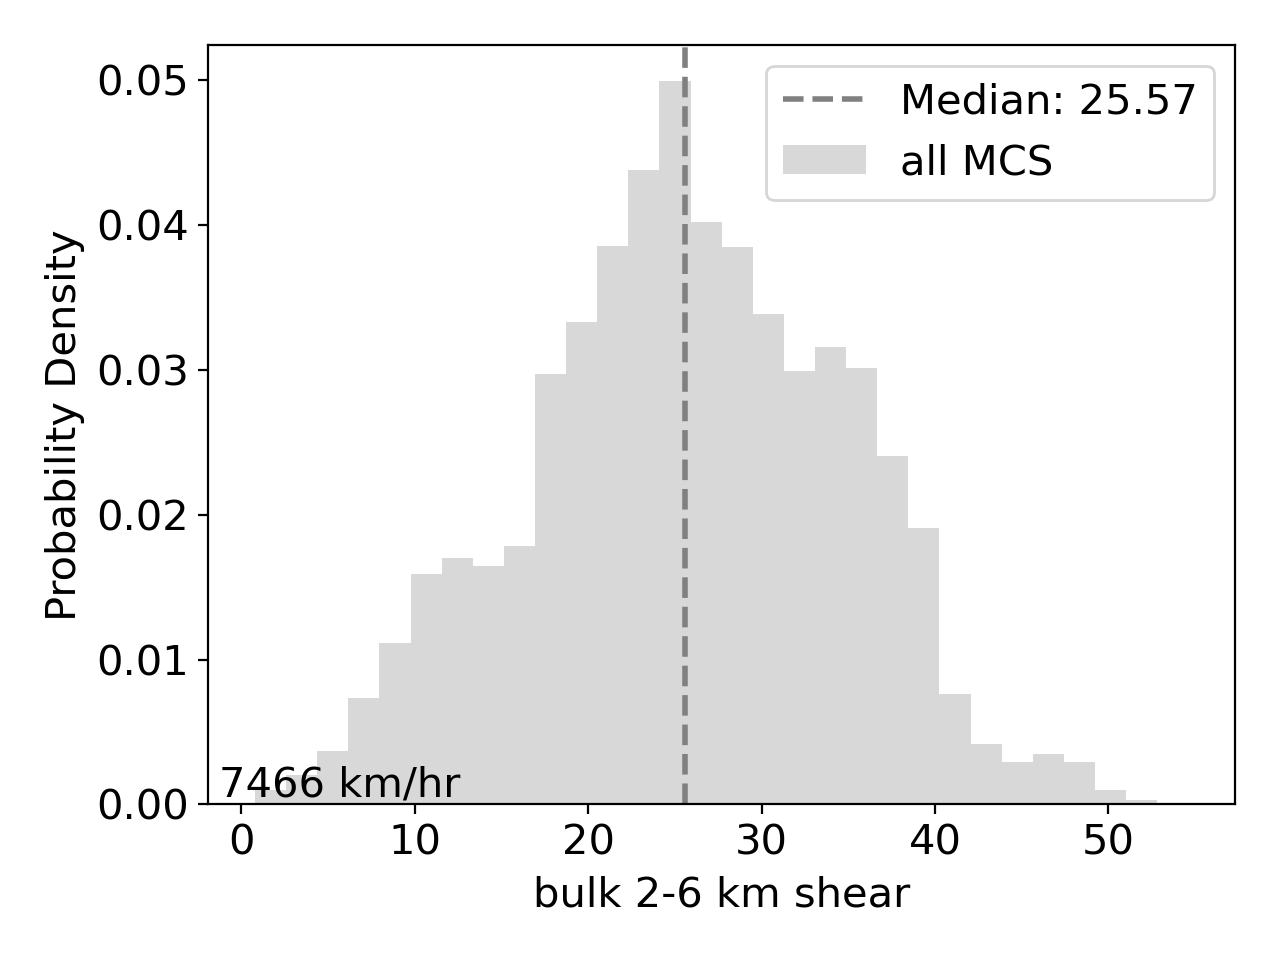 Median: 25.57
all MCS
0.05
0.04
0.03
0.02
0.01
0.00
Probability Density
7466 km/hr
0 10 20 30 40 50
bulk 2-6 km shear